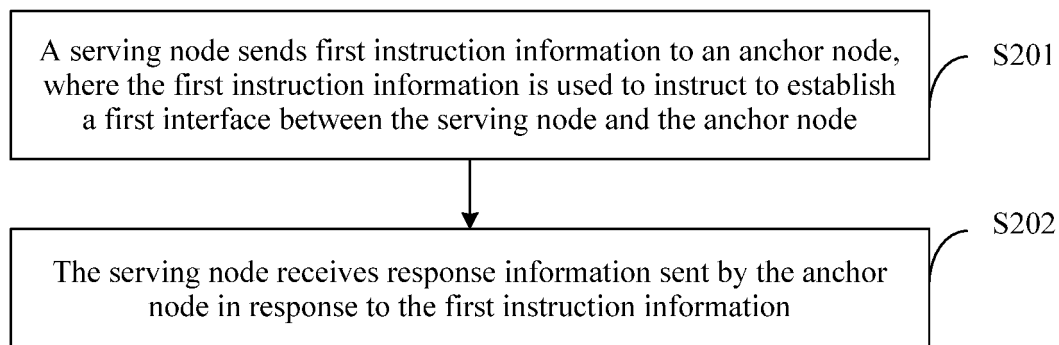 A serving node sends first instruction information to an anchor node,
where the first instruction information is used to instruct to establish
a first interface between the serving node and the anchor node
S201
The serving node receives response information sent by the anchor
node in response to the first instruction information
S202